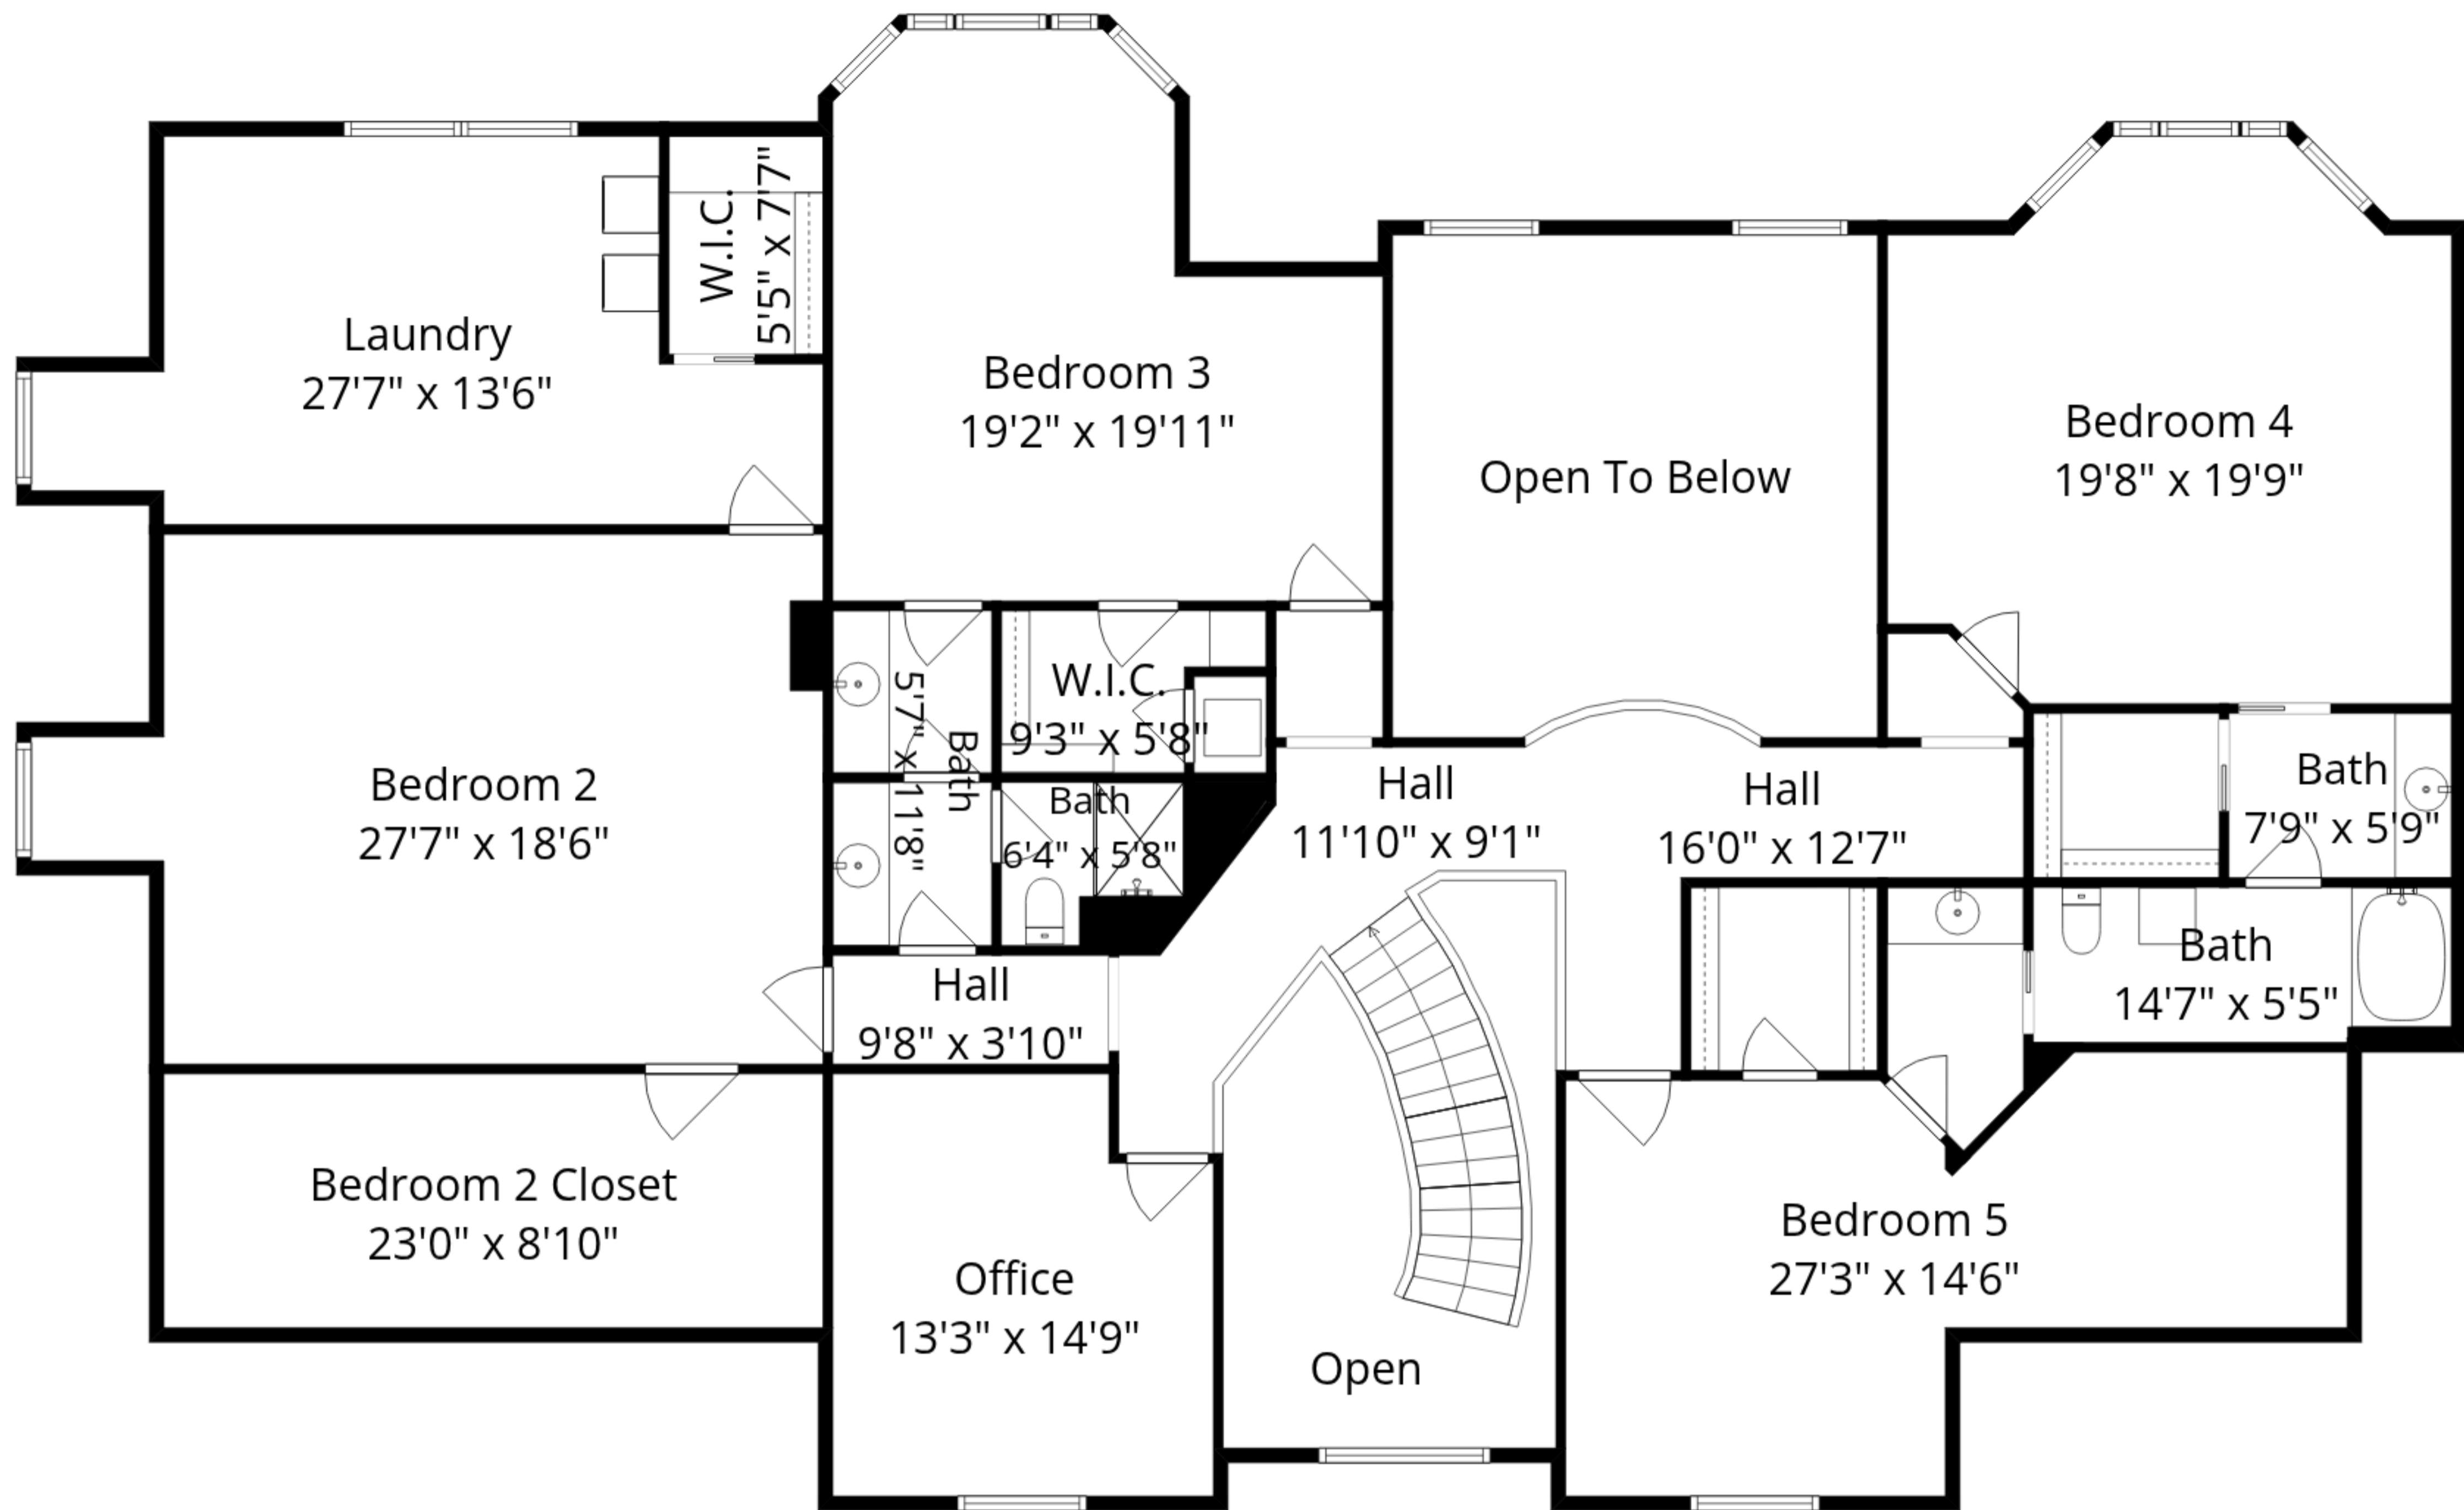 Laundry
27'7" x 13'6"
W.I.C.
5'5" x 7'7"
Bedroom 3
19'2" x 19'11"
Open To Below
Bedroom 4
19'8" x 19'9"
Bedroom 2
27'7" x 18'6"
Bath
5'7" x 11'8"
W.I.C.
9'3" x 5'8"
Bath
6'4" x 5'8"
Hall
11'10" x 9'1"
Hall
16'0" x 12'7"
Bath
7'9" x 5'9"
Hall
9'8" x 3'10"
Bath
14'7" x 5'5"
Bedroom 2 Closet
23'0" x 8'10"
Office
13'3" x 14'9"
Open
Bedroom 5
27'3" x 14'6"